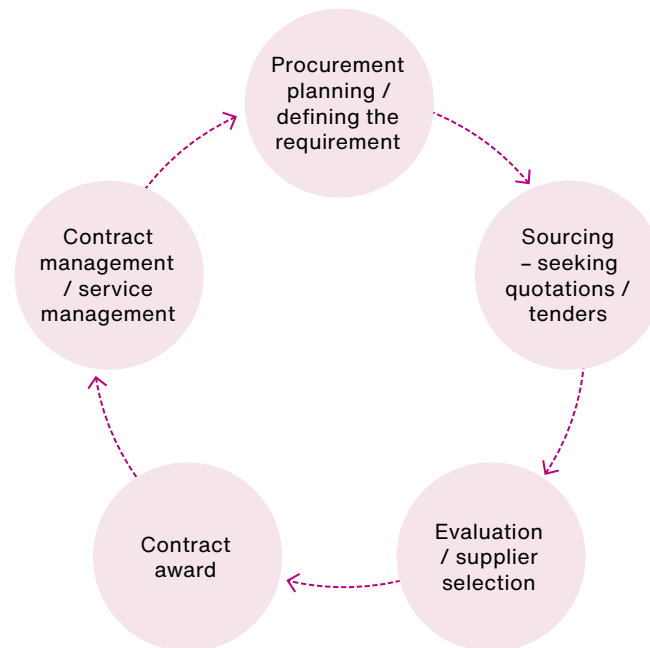 Procurement
planning /
defining the
requirement
Sourcing
– seeking
quotations /
tenders
Evaluation
/ supplier
selection
Contract
award
Contract
management
/ service
management